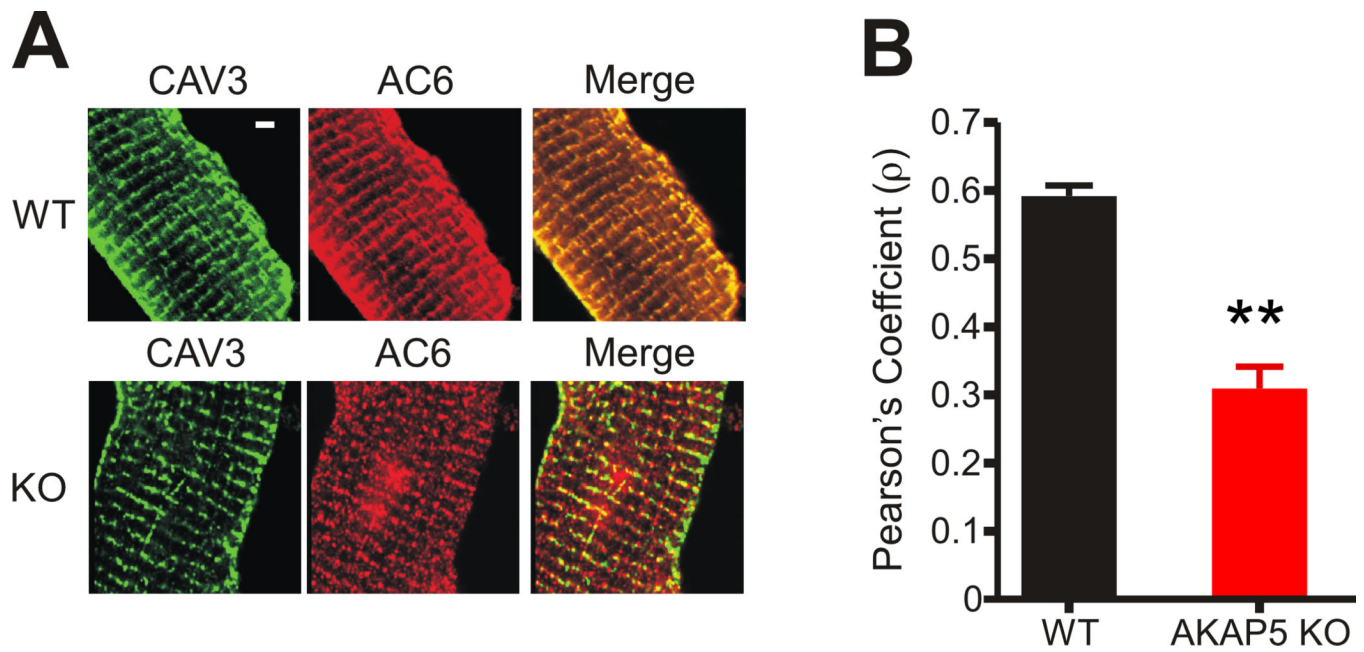 A
CAV3 AC6 Merge
WT
CAV3 AC6 Merge
KO
B
Pearson's Coeffcient (ρ)
0.7
0.6
0.5
0.4
0.3
0.2
0.1
0
**
WT AKAP5 KO